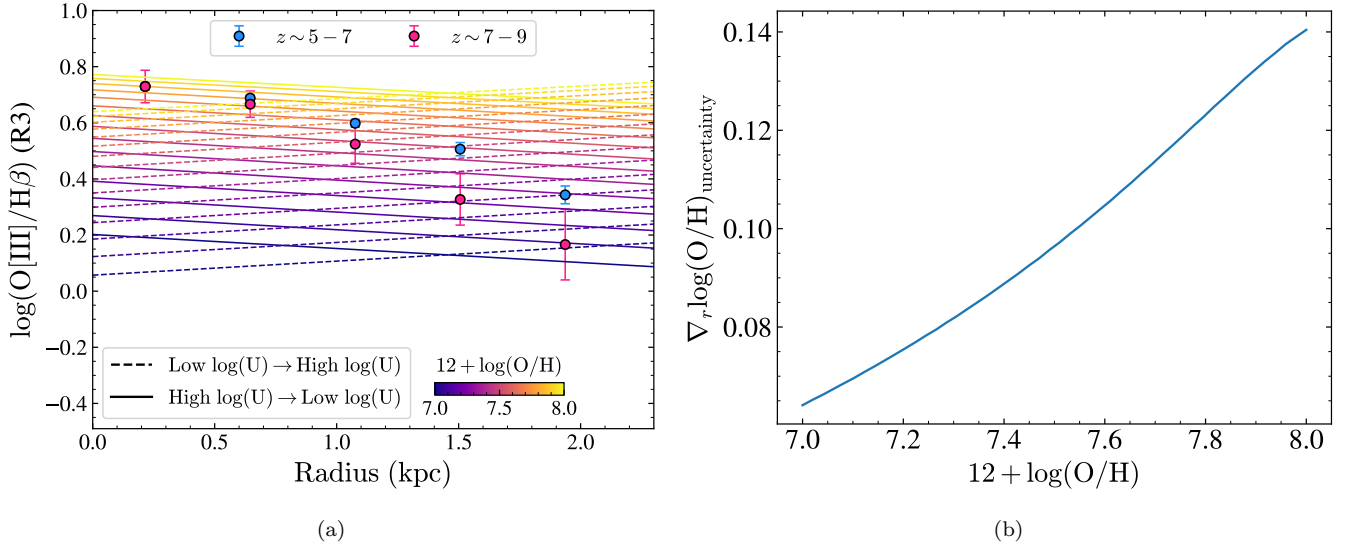 1.0
0.8
0.6
0.4
0.2
0.0
−0.2
−0.4
log(O[III]/Hβ) (R3)
z ∼ 5 − 7
z ∼ 7 − 9
Low log(U) → High log(U)
High log(U) → Low log(U)
12 + log(O/H)
7.0 7.5 8.0
0.0 0.5 1.0 1.5 2.0
Radius (kpc)
(a)
0.14
0.12
0.10
0.08
∇r log(O/H)uncertainty
7.0 7.2 7.4 7.6 7.8 8.0
12 + log(O/H)
(b)